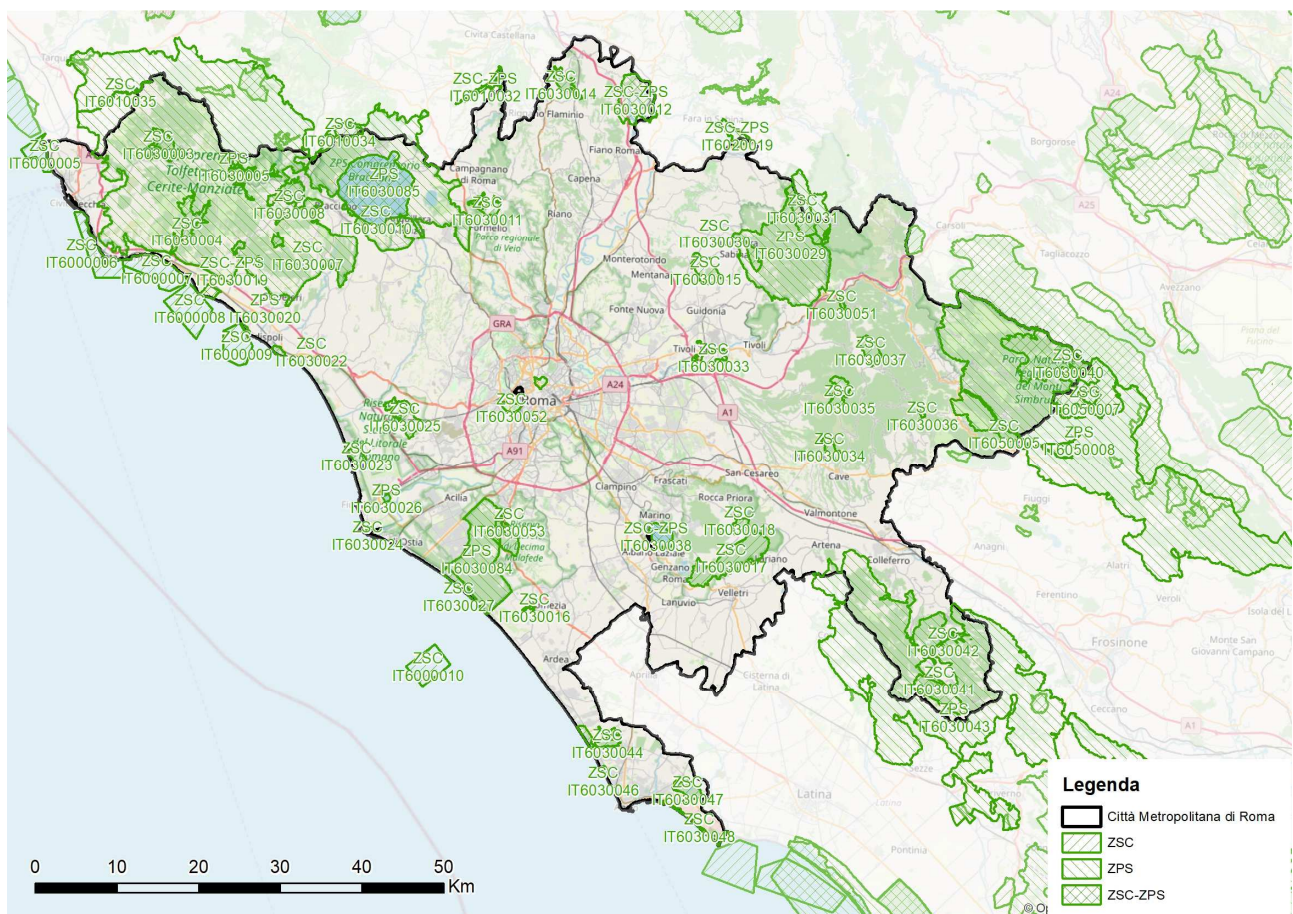 Civita Castellana
ZSC
IT6010035
ZSC-ZPS
IT6010032
ZSC
IT6030014
ZSC-ZPS
IT6030012
A24
Fara in Sabina
ZSC-ZPS
IT6020019
Borgorose
ZSC
IT6000005
ZSC
IT6030003
ZPS
IT6030005
Cerite-Manziate
ZSC
IT6010034
ZPS
IT6030085
ZSC
IT6030010
Fiano Romano
Campagnano
di Roma
Capena
ZSC
IT6030011
Formello
Riano
Parco regionale
di Veio
ZSC
IT6030008
ZSC
IT6030004
ZSC
IT6030007
ZSC
IT6000006
ZSC
IT6000007
ZSC-ZPS
IT6030019
ZSC
IT6000008
ZPS
IT6030020
ZSC
IT6000009
ZSC
IT6030022
ZSC
IT6030031
ZSC
IT6030030
ZPS
IT6030029
ZSC
IT6030015
Monterotondo
Mentana
Fonte Nuova
Guidonia
Carsoli
A25
Tagliacozzo
Avezzano
ZSC
IT6030051
GRA
Tivoli
Tivoli
ZSC
IT6030033
ZSC
IT6030037
ZSC
IT6030040
ZSC
IT6050007
A24
Roma
ZSC
IT6030052
A1
ZSC
IT6030035
ZSC
IT6030036
ZSC
IT6050005
ZPS
IT6050008
ZSC
IT6030025
ZSC
IT6030023
A91
ZSC
IT6030034
San Cesareo
Cave
Fiuggi
Ciampino
Frascati
Rocca Priora
Valmontone
Acilia
ZPS
IT6030026
ZSC
IT6030024
Ostia
ZSC
IT6030053
Marino
ZSC-ZPS
IT6030038
Albano Laziale
Genzano
di Roma
ZSC
IT6030018
ZSC
IT6030017
Artena
Colleferro
Anagni
Ferentino
Veroli
ZPS
IT6030084
ZSC
IT6030027
ZSC
IT6030016
Lanuvio
Velletri
Frosinone
Monte San
Giovanni Campano
Ardea
Aprilia
Cisterna di
Latina
ZSC
IT6000010
ZSC
IT6030042
ZSC
IT6030041
ZPS
IT6030043
Ceccano
A1
ZSC
IT6030044
ZSC
IT6030046
ZSC
IT6030047
ZSC
IT6030048
Sezze
Latina
Pontinia
Legenda
Città Metropolitana di Roma
ZSC
ZPS
ZSC-ZPS
0 10 20 30 40 50
Km